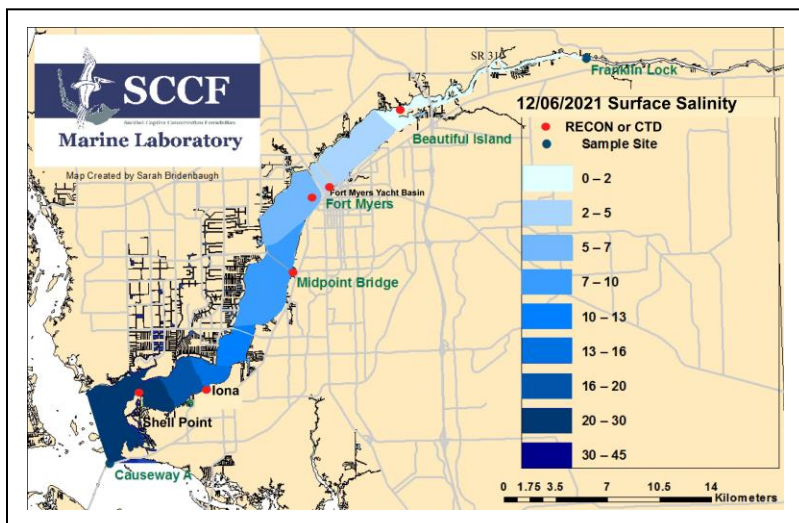 SCCF
Sanibel-Captiva Conservation Foundation
Marine Laboratory
Map Created by Sarah Bridenbaugh
SR 31
I-75
Franklin Lock
12/06/2021 Surface Salinity
RECON or CTD
Sample Site
Beautiful Island
Fort Myers Yacht Basin
Fort Myers
Midpoint Bridge
Iona
Shell Point
Causeway A
0 – 2
2 – 5
5 – 7
7 – 10
10 – 13
13 – 16
16 – 20
20 – 30
30 – 45
0 1.75 3.5 7 10.5 14
Kilometers